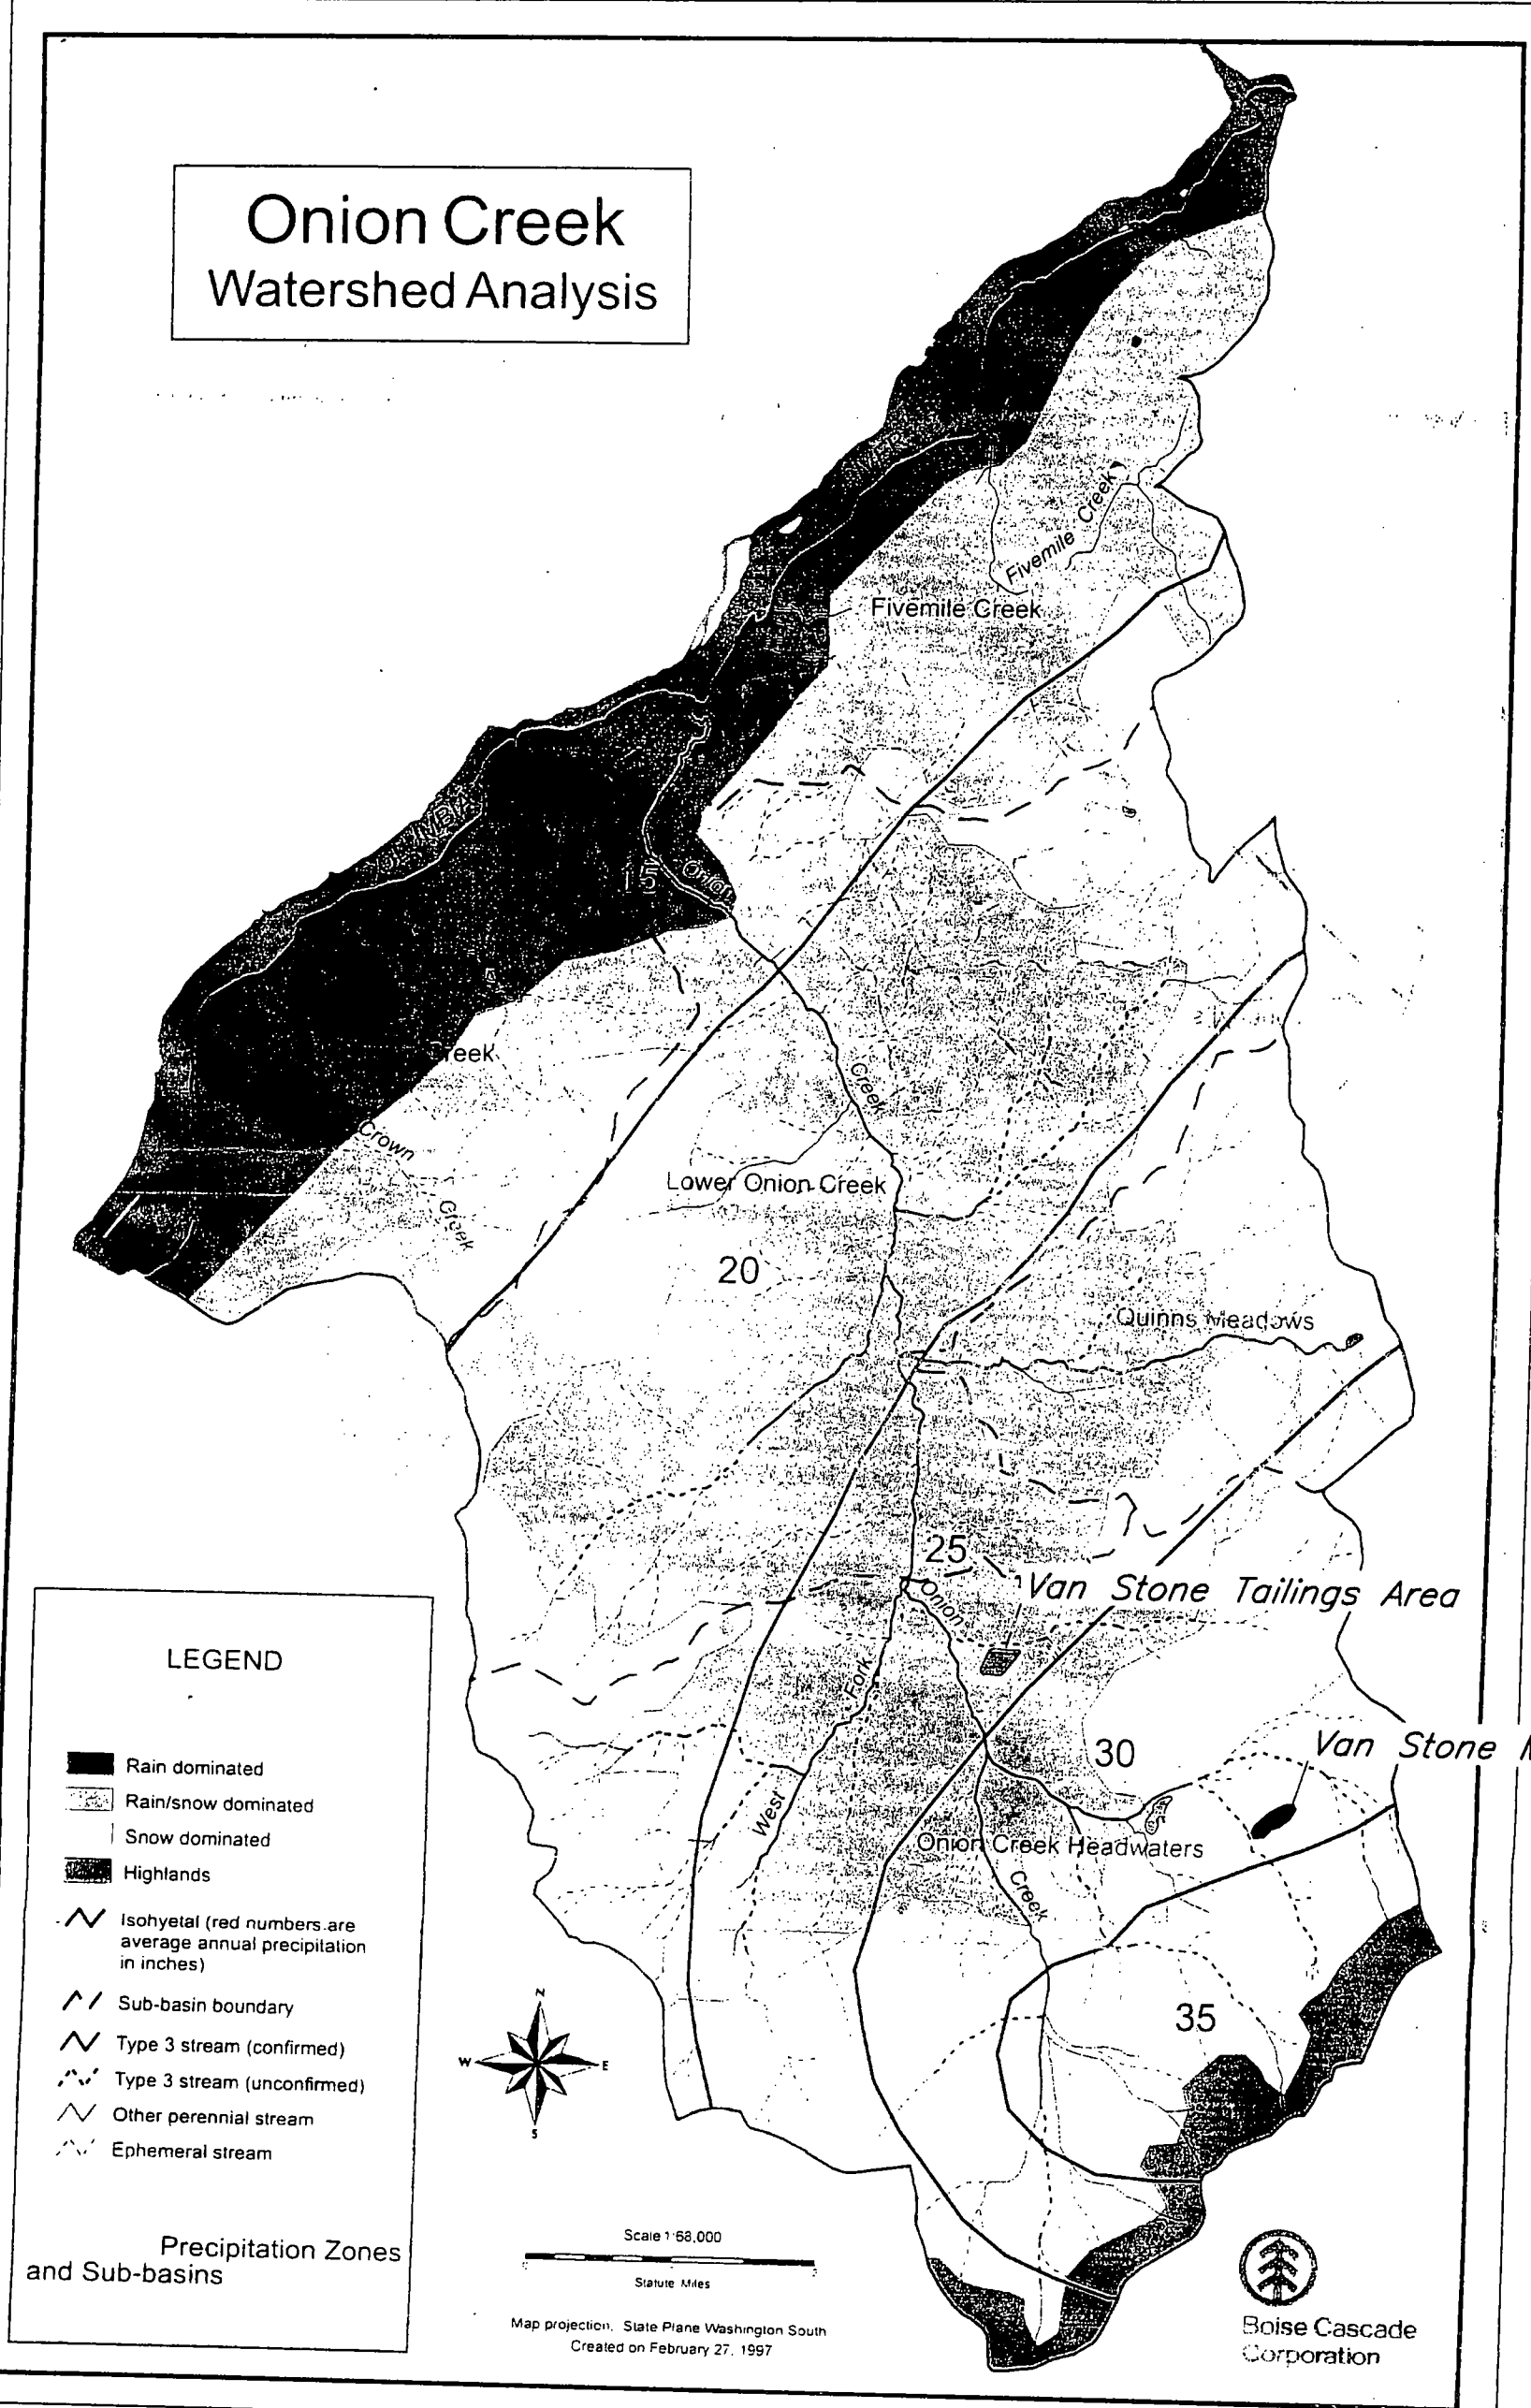 Onion Creek
Watershed Analysis
Fivemile Creek
Fivemile Creek
15
Onion
reek
Crown
Creek
Creek
Lower Onion Creek
20
Quinns Meadows
25
Onion
Van Stone Tailings Area
Fork
West
30
Van Stone
Onion Creek Headwaters
Creek
35
LEGEND
Rain dominated
Rain/snow dominated
Snow dominated
Highlands
Isohyetal (red numbers are
average annual precipitation
in inches)
Sub-basin boundary
Type 3 stream (confirmed)
Type 3 stream (unconfirmed)
Other perennial stream
Ephemeral stream
Precipitation Zones
and Sub-basins
N
W
E
S
Scale 1:68,000
Statute Miles
Map projection, State Plane Washington South
Created on February 27, 1997
Boise Cascade
Corporation